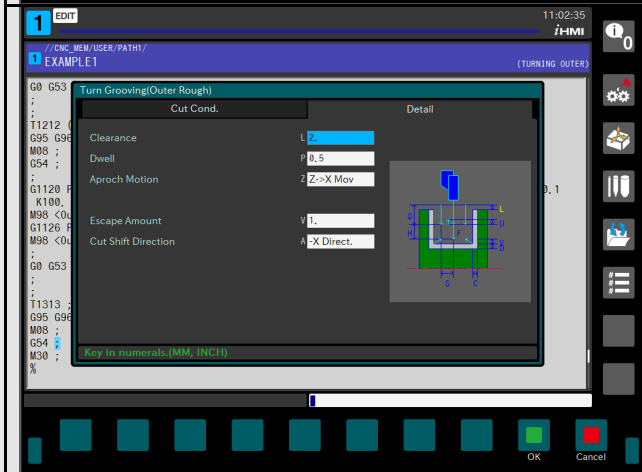 1 EDIT
11:02:35
iHMI
//CNC_MEM/USER/PATH1/
1 EXAMPLE1
(TURNING OUTER)
0
G0 G53
;
;
T1212 (
G95 G96
M08 ;
G54 ;
;
G1120 P
0.1
K100.
M98 <Ou
G1126 P
M98 <Ou
;
G0 G53
;
;
T1313 ;
G95 G96
M08 ;
G54 ;
M30 ;
%
Turn Grooving(Outer Rough)
Cut Cond.
Detail
Clearance L 2.
Dwell P 0.5
Aproch Motion Z Z->X Mov
Escape Amount V 1.
Cut Shift Direction A -X Direct.
L
Q
U
H
F
S
C
Key in numerals.(MM, INCH)
OK
Cancel